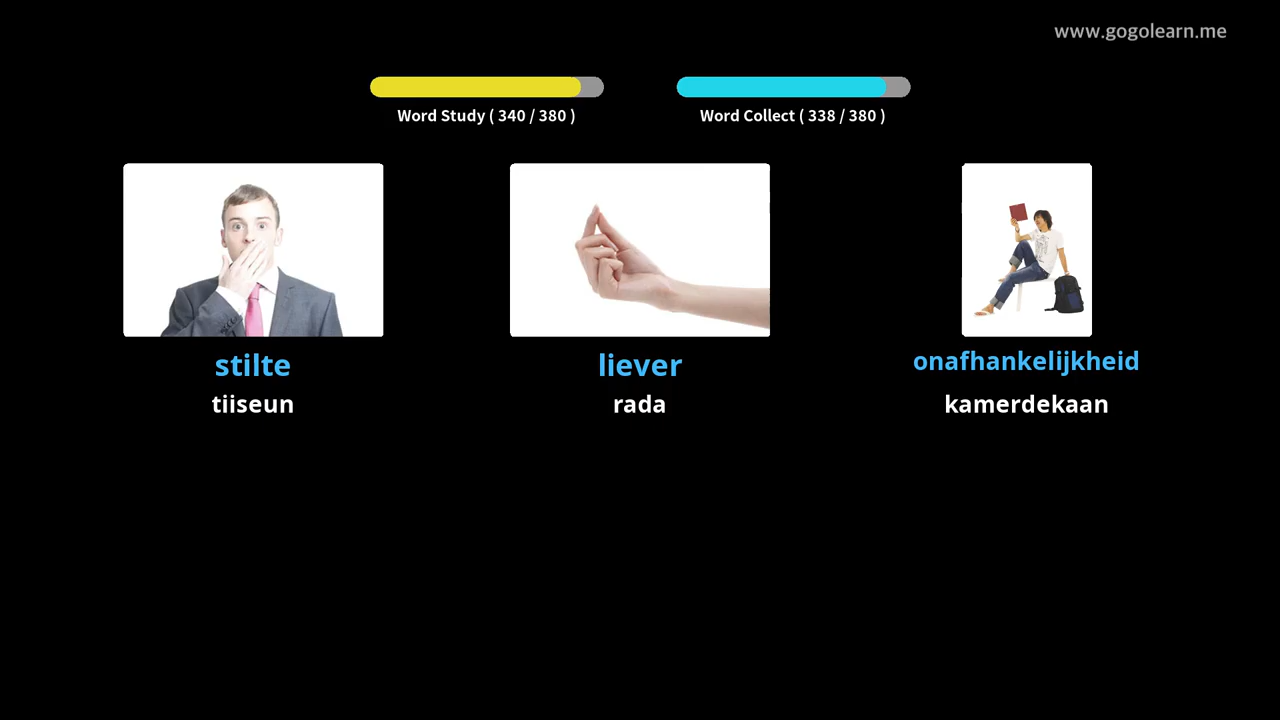 www.gogolearn.me
Word Study ( 340 / 380 )
Word Collect ( 338 / 380 )
stilte
liever
onafhankelijkheid
tiiseun
rada
kamerdekaan